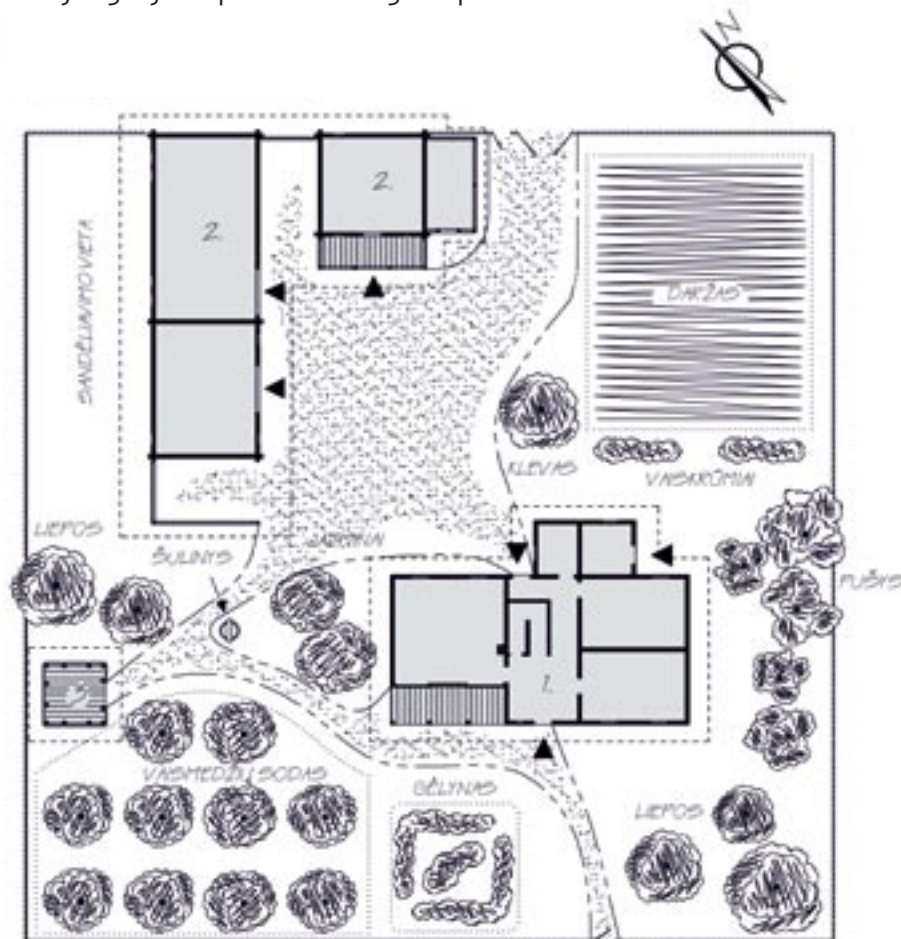 N
2.
2.
SANDĖLIAVIMO VIETA
DARŽAS
KLEVAS
VAISKRŪMIAI
LIEPOS
ŠULINYS
PUŠYS
1.
VAISMEDŽIŲ SODAS
GĖLYNAS
LIEPOS